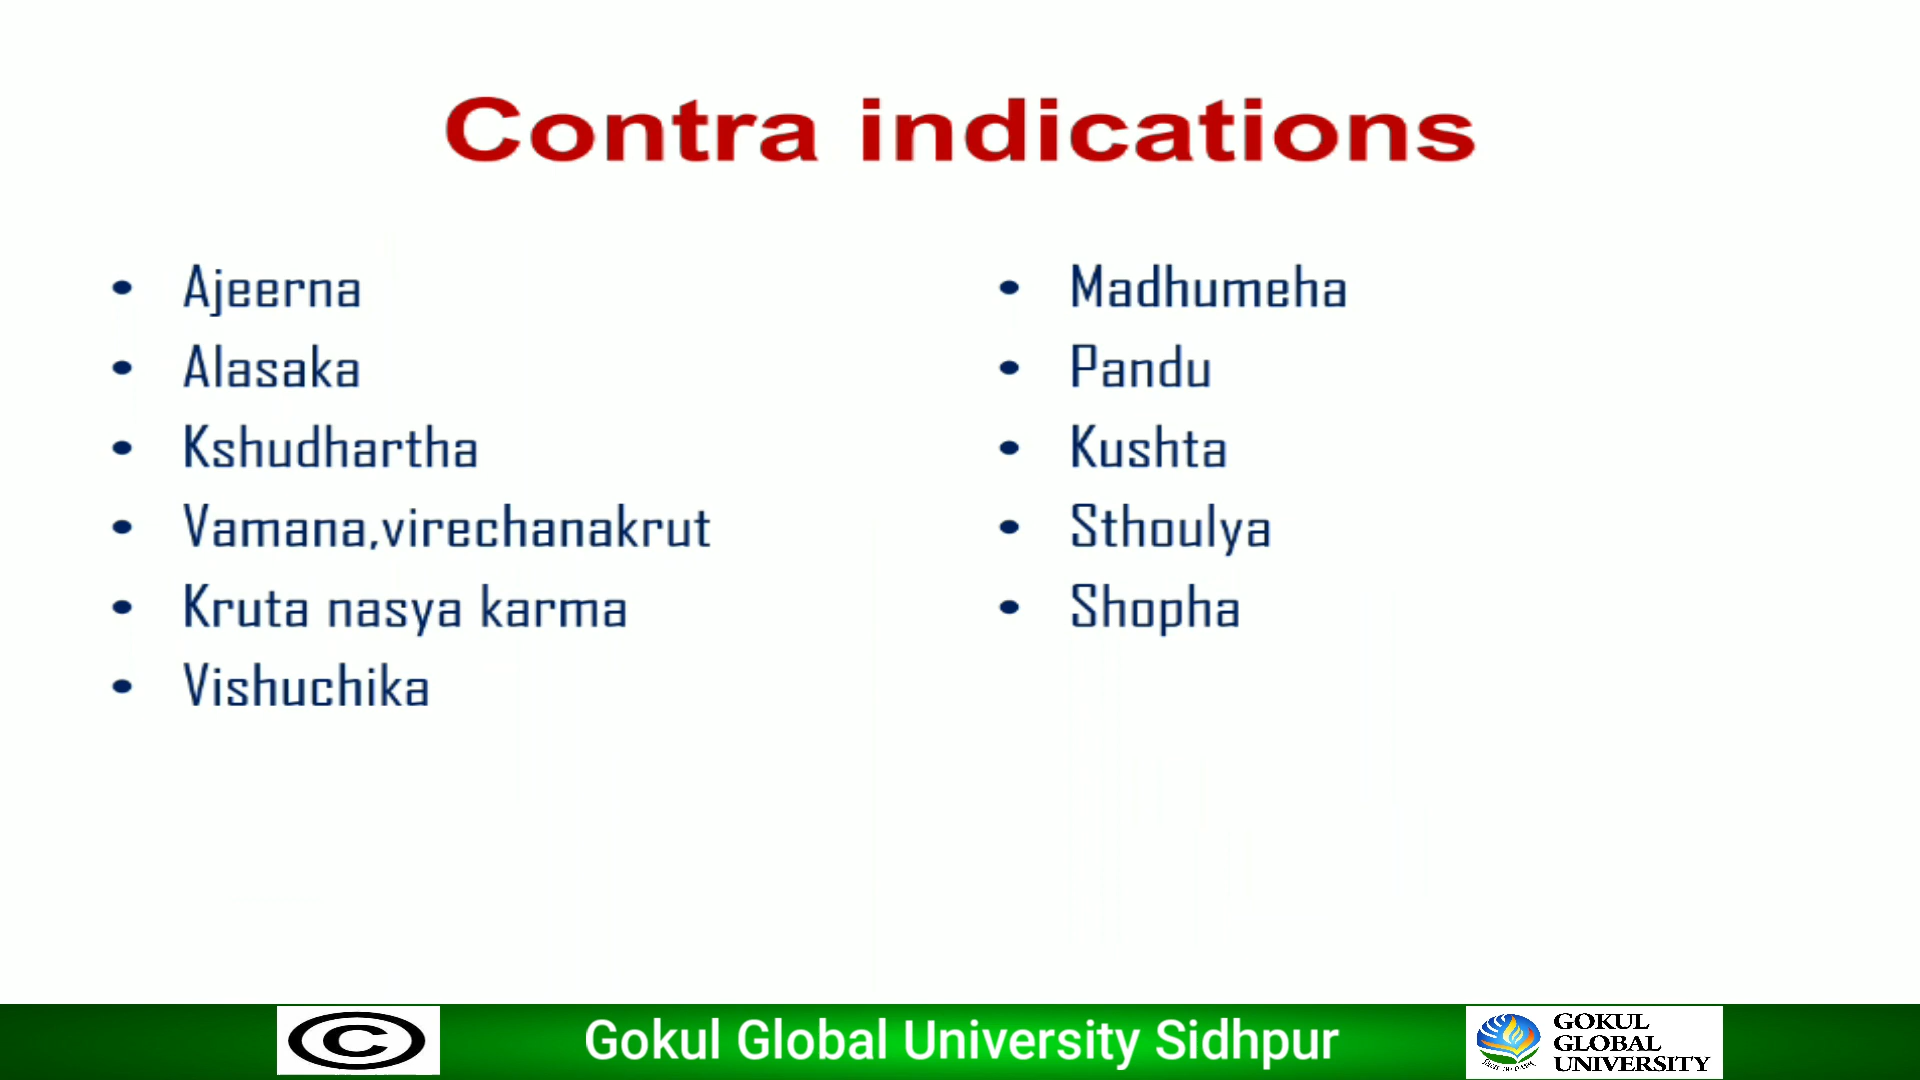 Contra indications
• Ajeerna
• Alasaka
• Kshudhartha
• Vamana,virechanakrut
• Kruta nasya karma
• Vishuchika
• Madhumeha
• Pandu
• Kushta
• Sthoulya
• Shopha
©
Gokul Global University Sidhpur
GOKUL
GLOBAL
UNIVERSITY